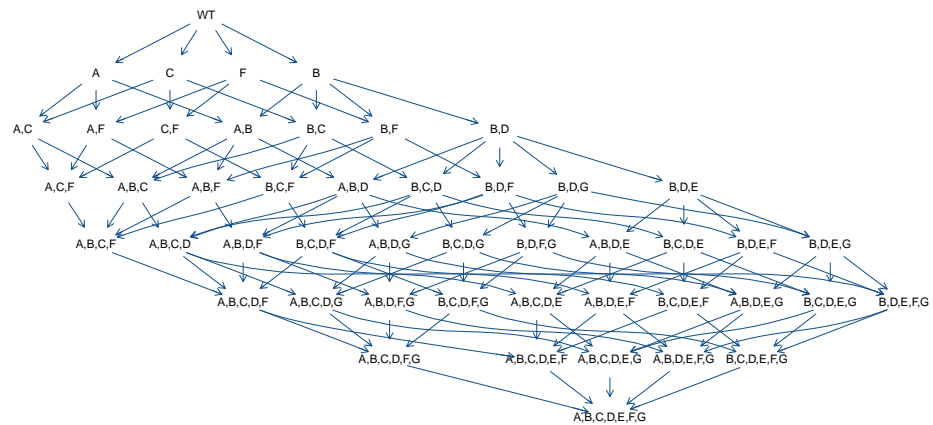 WT
A C F B
A,C A,F C,F A,B B,C B,F B,D
A,C,F A,B,C A,B,F B,C,F A,B,D B,C,D B,D,F B,D,G B,D,E
A,B,C,F A,B,C,D A,B,D,F B,C,D,F A,B,D,G B,C,D,G B,D,F,G A,B,D,E B,C,D,E B,D,E,F B,D,E,G
A,B,C,D,F A,B,C,D,G A,B,D,F,G B,C,D,F,G A,B,C,D,E A,B,D,E,F B,C,D,E,F A,B,D,E,G B,C,D,E,G B,D,E,F,G
A,B,C,D,F,G A,B,C,D,E,F A,B,C,D,E,G A,B,D,E,F,G B,C,D,E,F,G
A,B,C,D,E,F,G